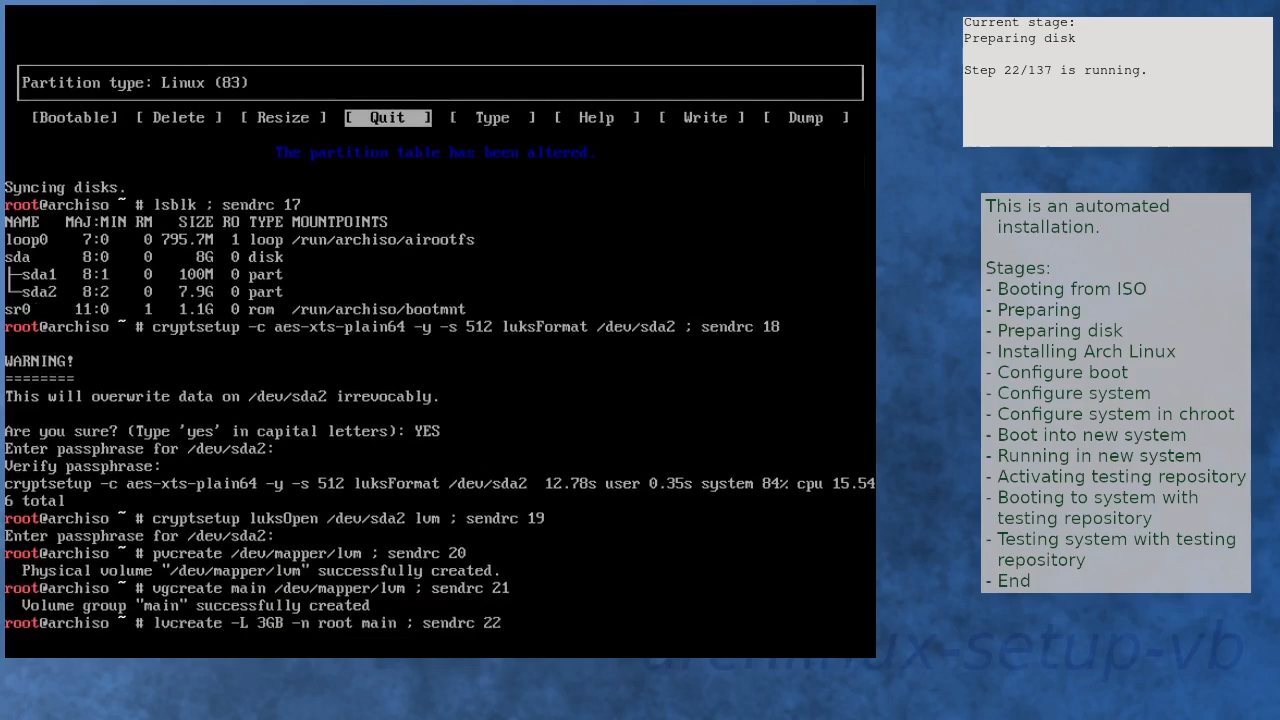 Partition type: Linux (83)
[Bootable] [ Delete ] [ Resize ] [ Quit ] [ Type ] [ Help ] [ Write ] [ Dump ]
The partition table has been altered.
Syncing disks.
root@archiso ~ # lsblk ; sendrc 17
NAME   MAJ:MIN RM   SIZE RO TYPE MOUNTPOINTS
loop0    7:0    0 795.7M  1 loop /run/archiso/airootfs
sda      8:0    0     8G  0 disk
├─sda1   8:1    0   100M  0 part
└─sda2   8:2    0   7.9G  0 part
sr0     11:0    1   1.1G  0 rom  /run/archiso/bootmnt
root@archiso ~ # cryptsetup -c aes-xts-plain64 -y -s 512 luksFormat /dev/sda2 ; sendrc 18
WARNING!
========
This will overwrite data on /dev/sda2 irrevocably.
Are you sure? (Type 'yes' in capital letters): YES
Enter passphrase for /dev/sda2:
Verify passphrase:
cryptsetup -c aes-xts-plain64 -y -s 512 luksFormat /dev/sda2  12.78s user 0.35s system 84% cpu 15.54
6 total
root@archiso ~ # cryptsetup luksOpen /dev/sda2 lvm ; sendrc 19
Enter passphrase for /dev/sda2:
root@archiso ~ # pvcreate /dev/mapper/lvm ; sendrc 20
Physical volume "/dev/mapper/lvm" successfully created.
root@archiso ~ # vgcreate main /dev/mapper/lvm ; sendrc 21
Volume group "main" successfully created
root@archiso ~ # lvcreate -L 3GB -n root main ; sendrc 22
Current stage:
Preparing disk
Step 22/137 is running.
This is an automated
installation.
Stages:
- Booting from ISO
- Preparing
- Preparing disk
- Installing Arch Linux
- Configure boot
- Configure system
- Configure system in chroot
- Boot into new system
- Running in new system
- Activating testing repository
- Booting to system with
testing repository
- Testing system with testing
repository
- End
archlinux-setup-vb